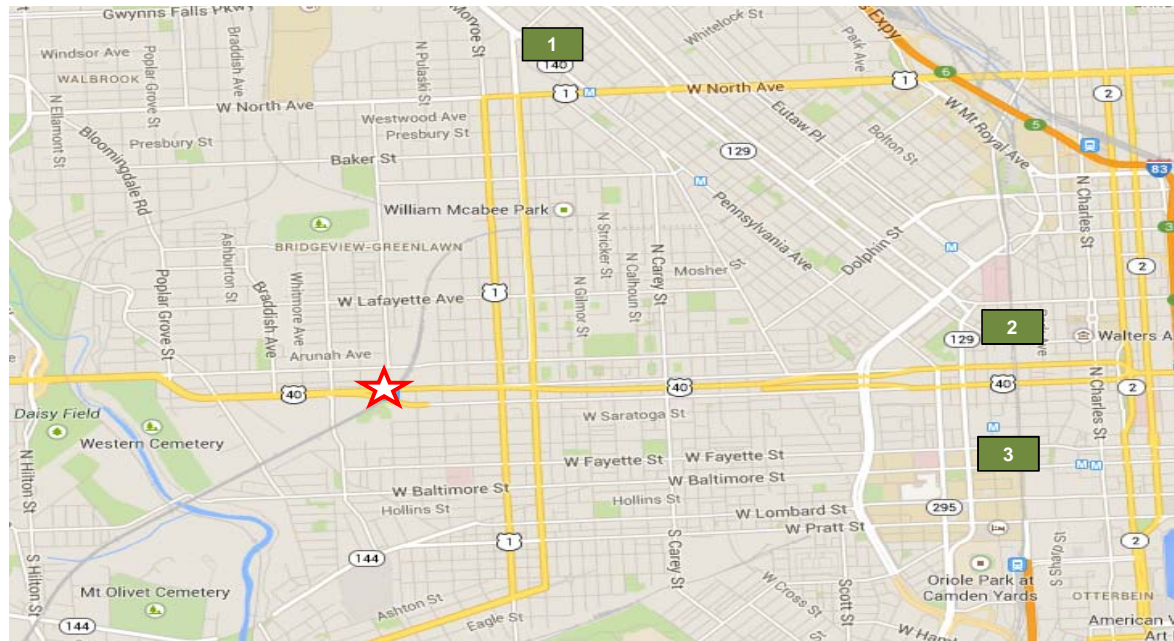 Gwynns Falls Pkwy
Monroe St
Whitelock St
Park Ave
s Expy
Windsor Ave
WALBROOK
Braddish Ave
Poplar Grove St
N Pulaski St
N Ellamont St
1
140
6
1
M
W North Ave
1
2
W North Ave
Westwood Ave
Presbury St
Presbury St
Bloomingdale Rd
Baker St
Eutaw Pl
Bolton St
W Mt Royal Ave
5
129
83
M
William Mcabee Park
Pennsylvania Ave
N Stricker St
N Carey St
N Calhoun St
Dolphin St
N Charles St
3
BRIDGEVIEW-GREENLAWN
Ashburton St
M
Mosher St
2
Poplar Grove St
Braddish Ave
Whitmore Ave
W Lafayette Ave
1
N Gilmor St
2
129
Walters A
Arunah Ave
40
40
40
2
N Charles St
Daisy Field
Western Cemetery
W Saratoga St
M
3
N Hilton St
W Fayette St
W Fayette St
M M
W Baltimore St
W Baltimore St
Hollins St
Hollins St
W Lombard St
295
W Pratt St
1
2
144
S Carey St
S Hilton St
Mt Olivet Cemetery
W Cross St
Scott St
Oriole Park at
Camden Yards
S Sharp St
OTTERBEIN
Ashton St
Eagle St
144
American V
W Ham